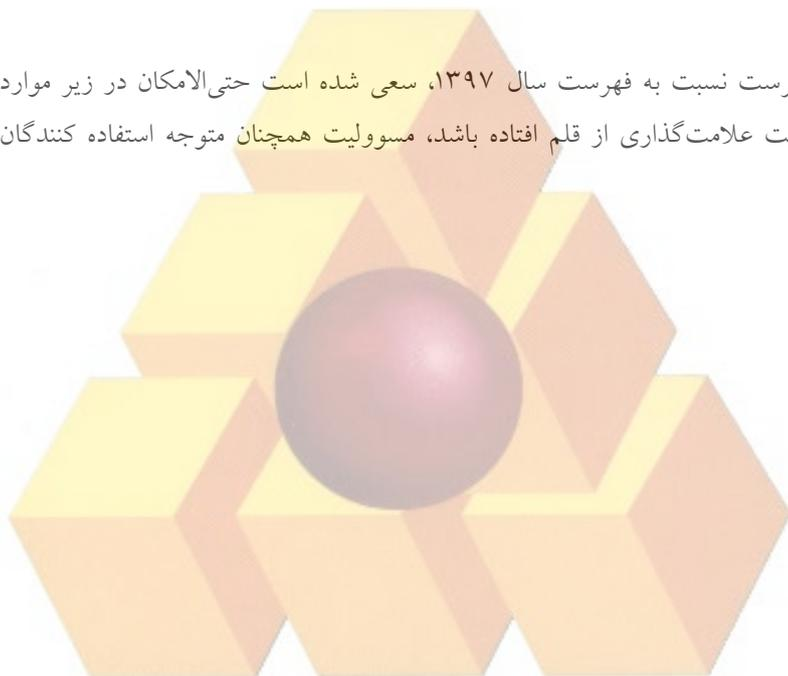 رست نسبت به فهرست سال ۱۳۹۷، سعی شده است حتی‌الامکان در زیر موارد
ت علامت‌گذاری از قلم افتاده باشد، مسوولیت همچنان متوجه استفاده کنندگان